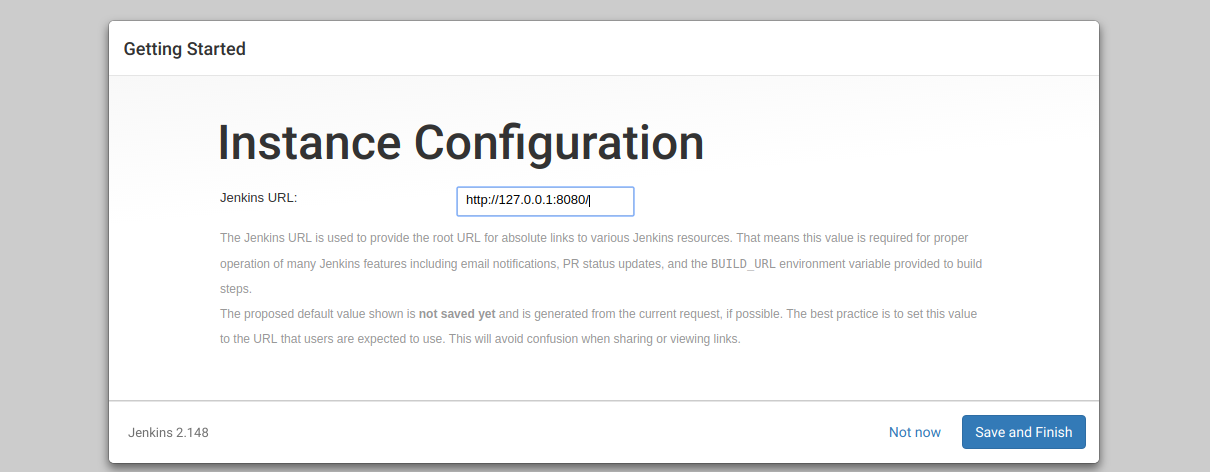 Getting Started
Instance Configuration
Jenkins URL: http://127.0.0.1:8080/
The Jenkins URL is used to provide the root URL for absolute links to various Jenkins resources. That means this value is required for proper
operation of many Jenkins features including email notifications, PR status updates, and the BUILD_URL environment variable provided to build
steps.
The proposed default value shown is not saved yet and is generated from the current request, if possible. The best practice is to set this value
to the URL that users are expected to use. This will avoid confusion when sharing or viewing links.
Jenkins 2.148 Not now Save and Finish